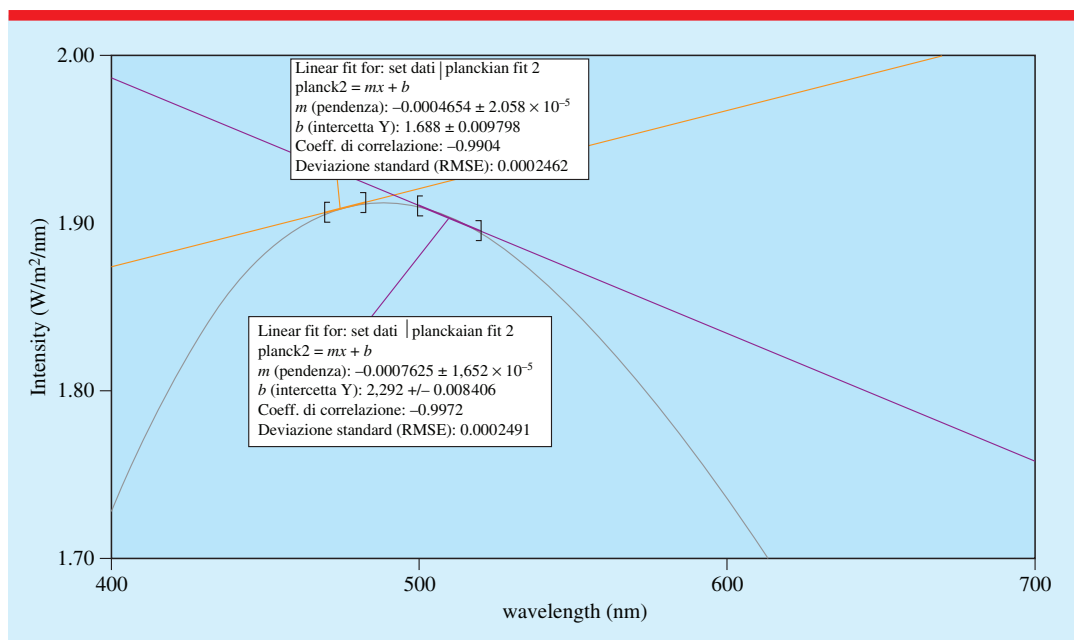 2.00
1.90
1.80
1.70
Intensity (W/m²/nm)
Linear fit for: set dati | planckian fit 2
planck2 = mx + b
m (pendenza): –0.0004654 ± 2.058 × 10⁻⁵
b (intercetta Y): 1.688 ± 0.009798
Coeff. di correlazione: –0.9904
Deviazione standard (RMSE): 0.0002462
Linear fit for: set dati | planckaian fit 2
planck2 = mx + b
m (pendenza): –0.0007625 ± 1,652 × 10⁻⁵
b (intercetta Y): 2,292 +/– 0.008406
Coeff. di correlazione: –0.9972
Deviazione standard (RMSE): 0.0002491
400 500 600 700
wavelength (nm)